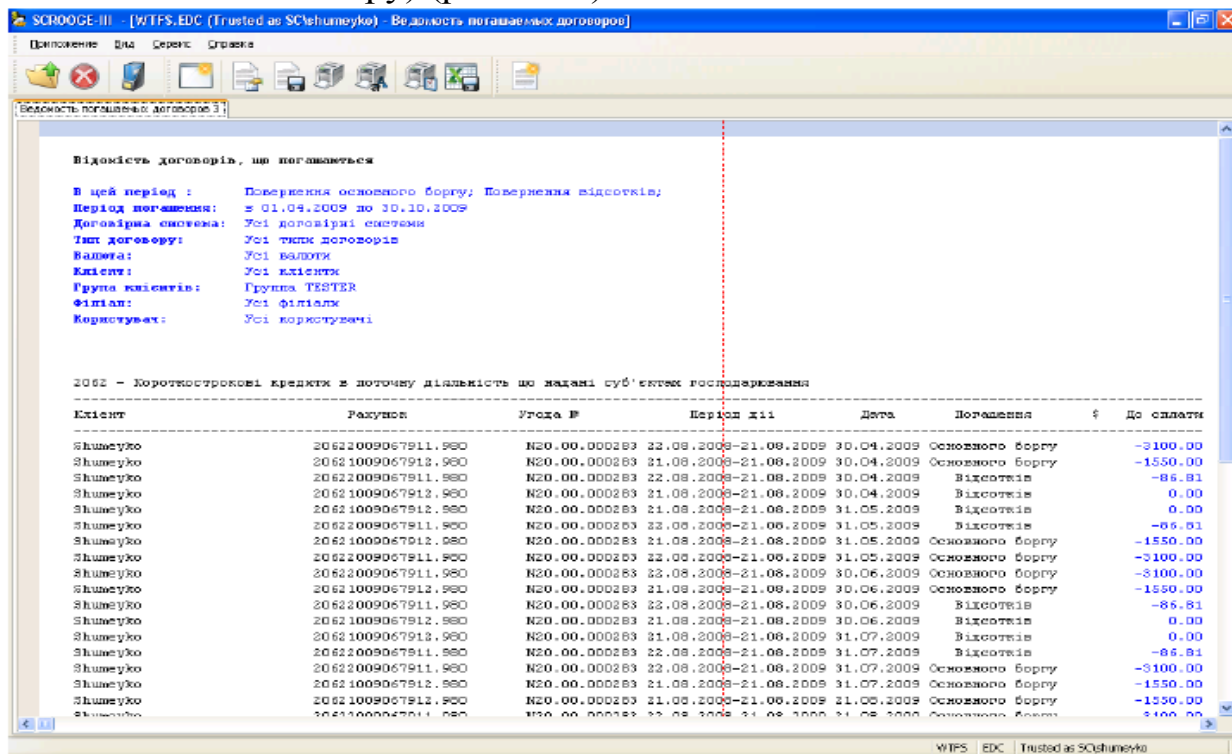 SCROOGE-III - [WTFS.EDC (Trusted as SC\shumeyko) - Ведомость погашаемых договоров]
Приложение Вид Сервис Справка
Ведомость погашаемых договоров 3
Відомість договорів, що погашаються
В цей період : Повернення основного боргу; Повернення відсотків;
Період погашення: з 01.04.2009 по 30.10.2009
Договірна система: Усі договірні системи
Тип договору: Усі типи договорів
Валюта: Усі валюти
Клієнт: Усі клієнти
Група клієнтів: Группа TESTER
Філіал: Усі філіали
Користувач: Усі користувачі
2062 - Короткострокові кредити в поточну діяльність що надані суб'єктам господарювання
Клієнт Рахунок Угода № Період дії Дата Погашення $ До оплати
Shumeyko 20622009067911.980 N20.00.000283 22.08.2008-21.08.2009 30.04.2009 Основного боргу -3100.00
Shumeyko 20621009067912.980 N20.00.000283 21.08.2008-21.08.2009 30.04.2009 Основного боргу -1550.00
Shumeyko 20622009067911.980 N20.00.000283 22.08.2008-21.08.2009 30.04.2009 Відсотків -86.81
Shumeyko 20621009067912.980 N20.00.000283 21.08.2008-21.08.2009 30.04.2009 Відсотків 0.00
Shumeyko 20621009067912.980 N20.00.000283 21.08.2008-21.08.2009 31.05.2009 Відсотків 0.00
Shumeyko 20622009067911.980 N20.00.000283 22.08.2008-21.08.2009 31.05.2009 Відсотків -86.81
Shumeyko 20621009067912.980 N20.00.000283 21.08.2008-21.08.2009 31.05.2009 Основного боргу -1550.00
Shumeyko 20622009067911.980 N20.00.000283 22.08.2008-21.08.2009 31.05.2009 Основного боргу -3100.00
Shumeyko 20622009067911.980 N20.00.000283 22.08.2008-21.08.2009 30.06.2009 Основного боргу -3100.00
Shumeyko 20621009067912.980 N20.00.000283 21.08.2008-21.08.2009 30.06.2009 Основного боргу -1550.00
Shumeyko 20622009067911.980 N20.00.000283 22.08.2008-21.08.2009 30.06.2009 Відсотків -86.81
Shumeyko 20621009067912.980 N20.00.000283 21.08.2008-21.08.2009 30.06.2009 Відсотків 0.00
Shumeyko 20621009067912.980 N20.00.000283 21.08.2008-21.08.2009 31.07.2009 Відсотків 0.00
Shumeyko 20622009067911.980 N20.00.000283 22.08.2008-21.08.2009 31.07.2009 Відсотків -86.81
Shumeyko 20622009067911.980 N20.00.000283 22.08.2008-21.08.2009 31.07.2009 Основного боргу -3100.00
Shumeyko 20621009067912.980 N20.00.000283 21.08.2008-21.08.2009 31.07.2009 Основного боргу -1550.00
Shumeyko 20621009067912.980 N20.00.000283 21.08.2008-21.08.2009 21.08.2009 Основного боргу -1550.00
WTFS EDC Trusted as SC\shumeyko